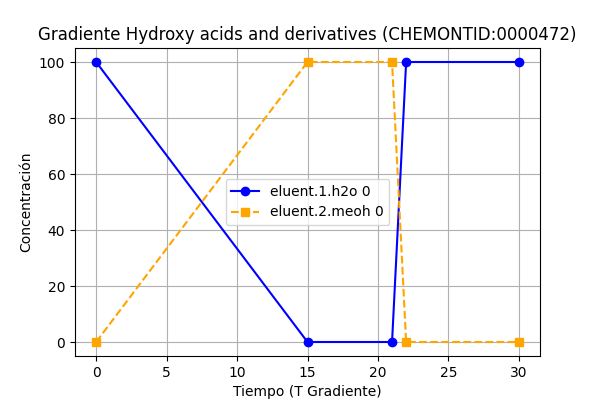 Gradiente Hydroxy acids and derivatives (CHEMONTID:0000472)
Concentración
100
80
60
40
20
0
eluent.1.h2o 0
eluent.2.meoh 0
0 5 10 15 20 25 30
Tiempo (T Gradiente)